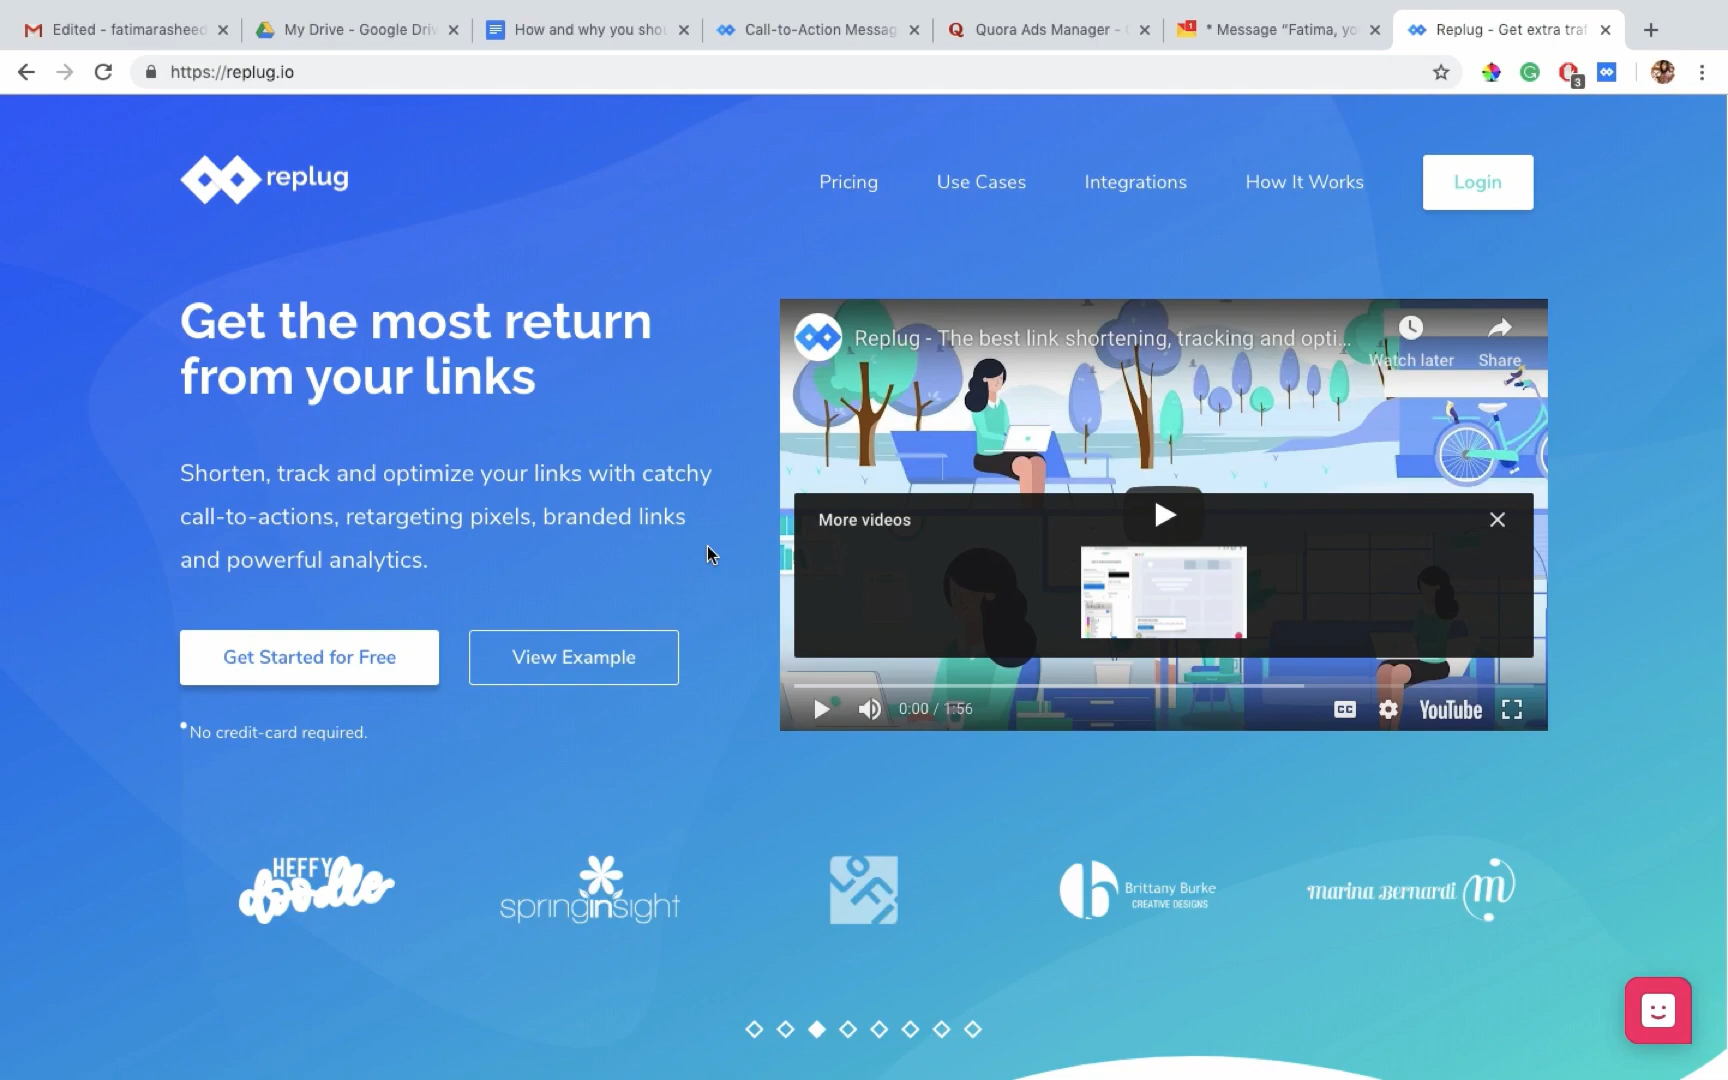 Edited - fatimarasheed
My Drive - Google Driv
How and why you shou
Call-to-Action Messag
Quora Ads Manager -
* Message “Fatima, yo
Replug - Get extra traf
https://replug.io
3
replug
Pricing
Use Cases
Integrations
How It Works
Login
Get the most return
from your links
Shorten, track and optimize your links with catchy
call-to-actions, retargeting pixels, branded links
and powerful analytics.
Get Started for Free
View Example
No credit-card required.
Replug - The best link shortening, tracking and opti...
Watch later
Share
More videos
0:00 / 1:56
CC
YouTube
HEFFY
doodle
springinsight
LOFI
b
Brittany Burke
CREATIVE DESIGNS
marina Bernardi
m